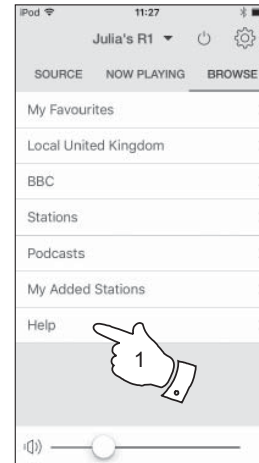 iPod 11:27
Julia's R1
SOURCE NOW PLAYING BROWSE
My Favourites
Local United Kingdom
BBC
Stations
Podcasts
My Added Stations
Help
1